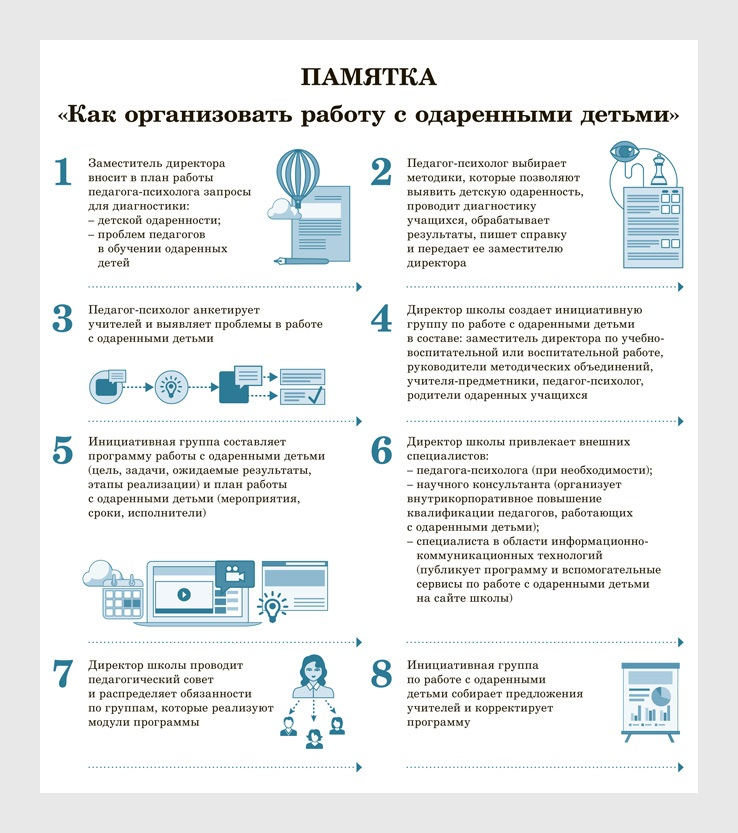 ПАМЯТКА
«Как организовать работу с одаренными детьми»
1
Заместитель директора
вносит в план работы
педагога-психолога запросы
для диагностики:
– детской одаренности;
– проблем педагогов
в обучении одаренных
детей
2
Педагог-психолог выбирает
методики, которые позволяют
выявить детскую одаренность,
проводит диагностику
учащихся, обрабатывает
результаты, пишет справку
и передает ее заместителю
директора
3
Педагог-психолог анкетирует
учителей и выявляет проблемы в работе
с одаренными детьми
4
Директор школы создает инициативную
группу по работе с одаренными детьми
в составе: заместитель директора по учебно-
воспитательной или воспитательной работе,
руководители методических объединений,
учителя-предметники, педагог-психолог,
родители одаренных учащихся
5
Инициативная группа составляет
программу работы с одаренными детьми
(цель, задачи, ожидаемые результаты,
этапы реализации) и план работы
с одаренными детьми (мероприятия,
сроки, исполнители)
6
Директор школы привлекает внешних
специалистов:
– педагога-психолога (при необходимости);
– научного консультанта (организует
внутрикорпоративное повышение
квалификации педагогов, работающих
с одаренными детьми);
– специалиста в области информационно-
коммуникационных технологий
(публикует программу и вспомогательные
сервисы по работе с одаренными детьми
на сайте школы)
7
Директор школы проводит
педагогический совет
и распределяет обязанности
по группам, которые реализуют
модули программы
8
Инициативная группа
по работе с одаренными
детьми собирает предложения
учителей и корректирует
программу